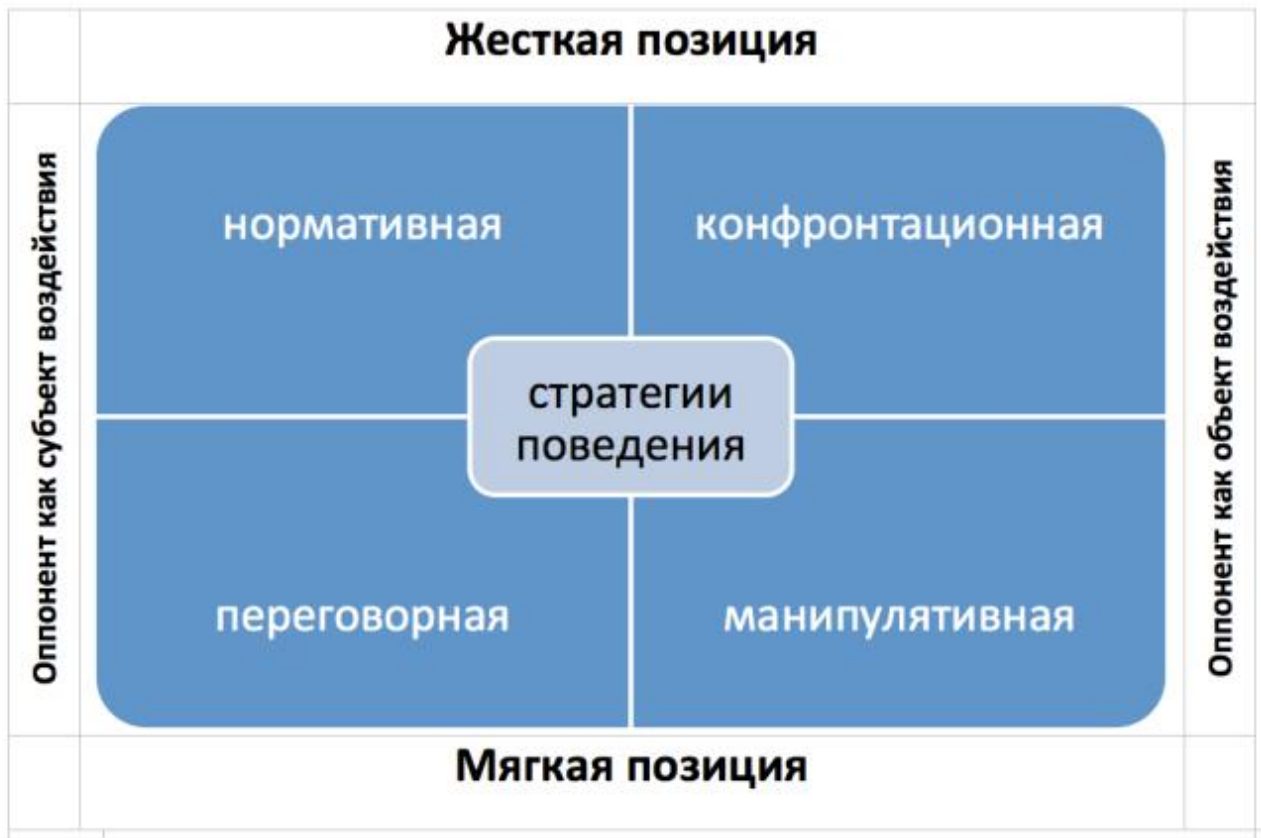 Жесткая позиция
Оппонент как субъект воздействия
нормативная
конфронтационная
стратегии
поведения
переговорная
манипулятивная
Оппонент как объект воздействия
Мягкая позиция